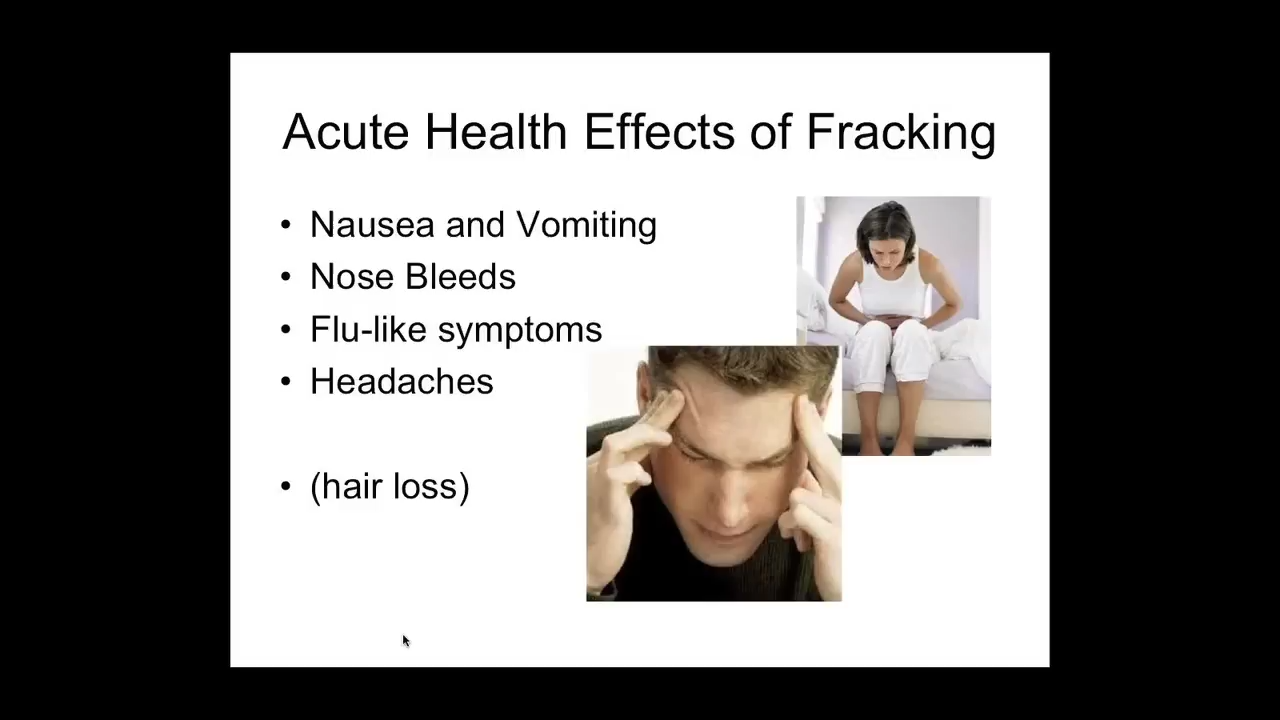 Acute Health Effects of Fracking
• Nausea and Vomiting
• Nose Bleeds
• Flu-like symptoms
• Headaches
• (hair loss)